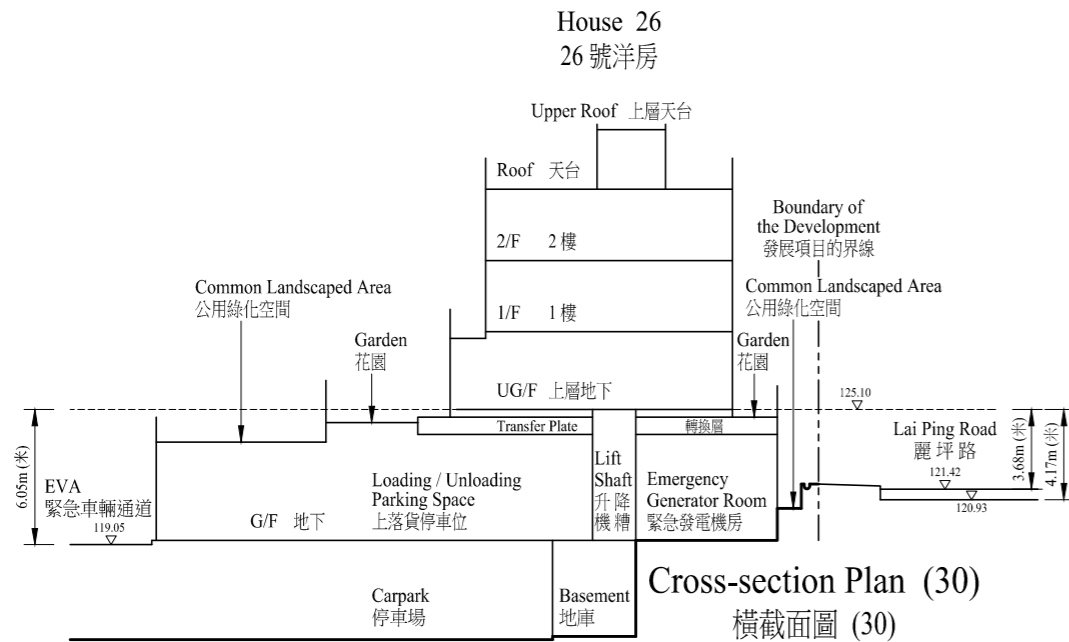 House 26
26 號洋房
Upper Roof 上層天台
Roof 天台
Boundary of
the Development
發展項目的界線
2/F 2 樓
Common Landscaped Area
公用綠化空間
Common Landscaped Area
公用綠化空間
1/F 1 樓
Garden
花園
Garden
花園
UG/F 上層地下
125.10
Transfer Plate 轉換層
Lai Ping Road
麗坪路
3.68m (米)
4.17m (米)
6.05m (米)
EVA
緊急車輛通道
119.05
Loading / Unloading
Parking Space
上落貨停車位
Lift
Shaft
升降
機糟
Emergency
Generator Room
緊急發電機房
121.42
120.93
G/F 地下
Carpark
停車場
Basement
地庫
Cross-section Plan (30)
橫截面圖 (30)